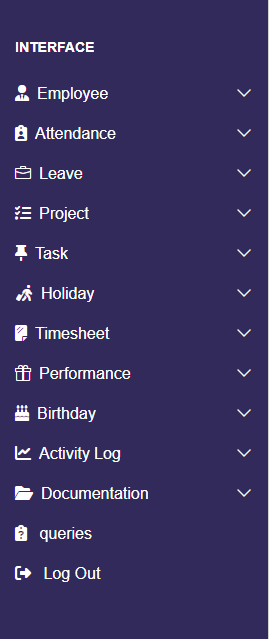 INTERFACE
Employee
Attendance
Leave
Project
Task
Holiday
Timesheet
Performance
Birthday
Activity Log
Documentation
queries
Log Out